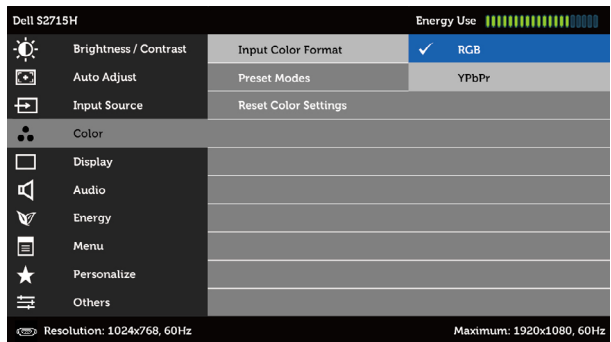 Dell S2715H Energy Use
Brightness / Contrast Input Color Format RGB
Auto Adjust Preset Modes YPbPr
Input Source Reset Color Settings
Color
Display
Audio
Energy
Menu
Personalize
Others
Resolution: 1024x768, 60Hz Maximum: 1920x1080, 60Hz